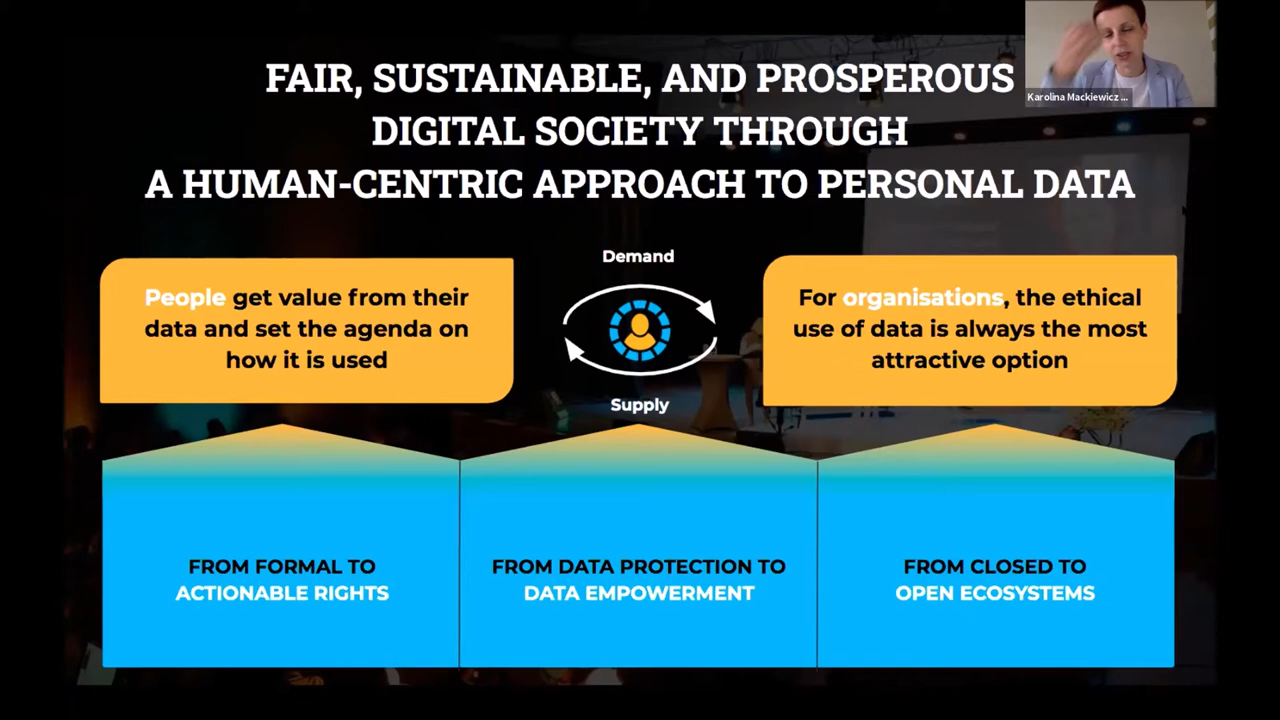 FAIR, SUSTAINABLE, AND PROSPEROUS
DIGITAL SOCIETY THROUGH
A HUMAN-CENTRIC APPROACH TO PERSONAL DATA
Karolina Mackiewicz ...
People get value from their
data and set the agenda on
how it is used
Demand
Supply
For organisations, the ethical
use of data is always the most
attractive option
FROM FORMAL TO
ACTIONABLE RIGHTS
FROM DATA PROTECTION TO
DATA EMPOWERMENT
FROM CLOSED TO
OPEN ECOSYSTEMS